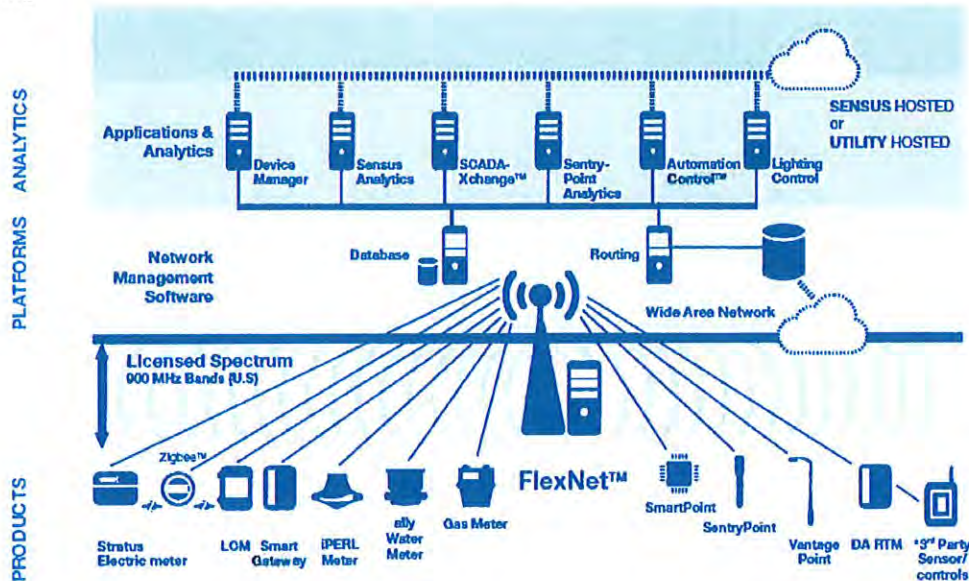 ANALYTICS
Applications &
Analytics
Device
Manager
Sensus
Analytics
SCADA-
Xchange™
Sentry-
Point
Analytics
Automation
Control™
Lighting
Control
SENSUS HOSTED
or
UTILITY HOSTED
PLATFORMS
Network
Management
Software
Database
Routing
Wide Area Network
Licensed Spectrum
900 MHz Bands (U.S)
PRODUCTS
Zigbee™
Stratus
Electric meter
LCM
Smart
Gateway
iPERL
Meter
ally
Water
Meter
Gas Meter
FlexNet™
SmartPoint
SentryPoint
Vantage
Point
DA RTM
*3rd Party
Sensor/
controls